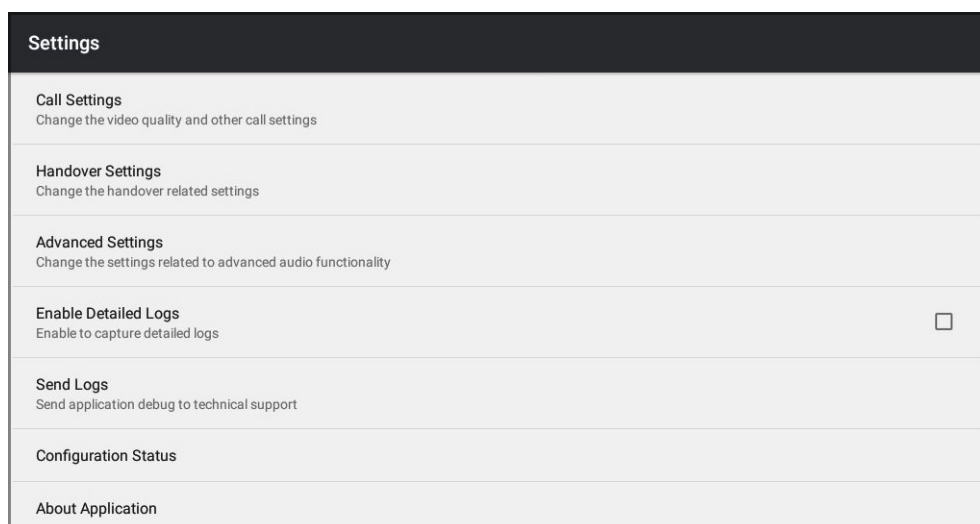 Settings
Call Settings
Change the video quality and other call settings
Handover Settings
Change the handover related settings
Advanced Settings
Change the settings related to advanced audio functionality
Enable Detailed Logs
Enable to capture detailed logs
Send Logs
Send application debug to technical support
Configuration Status
About Application